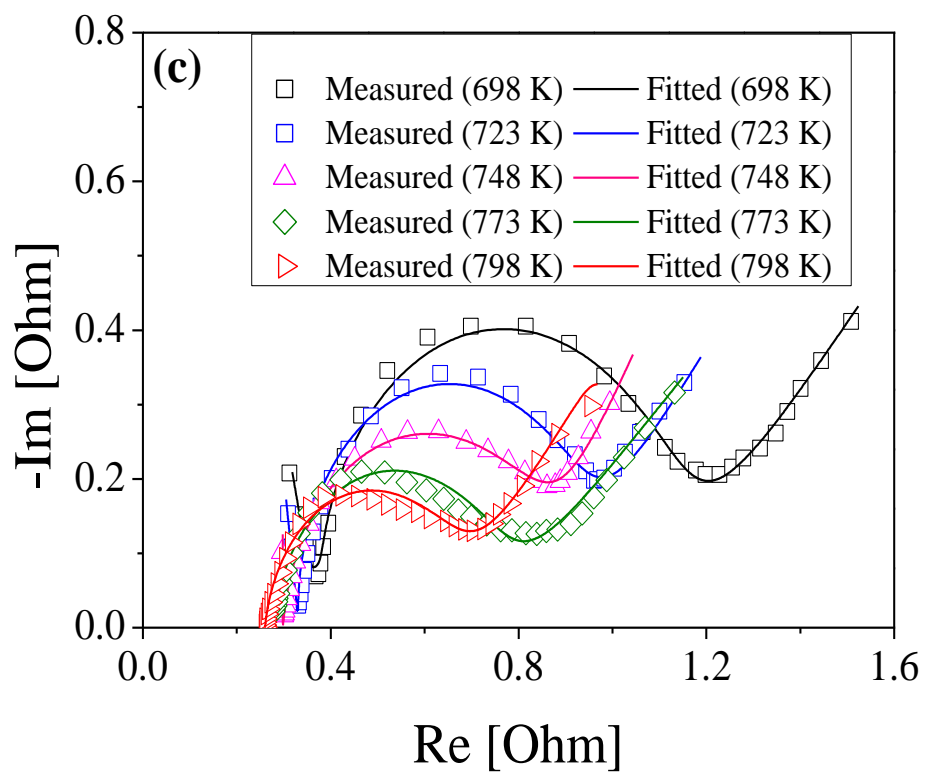 0.8
(c)
Measured (698 K) Fitted (698 K)
Measured (723 K) Fitted (723 K)
Measured (748 K) Fitted (748 K)
Measured (773 K) Fitted (773 K)
Measured (798 K) Fitted (798 K)
0.6
0.4
0.2
0.0
-Im [Ohm]
0.0 0.4 0.8 1.2 1.6
Re [Ohm]